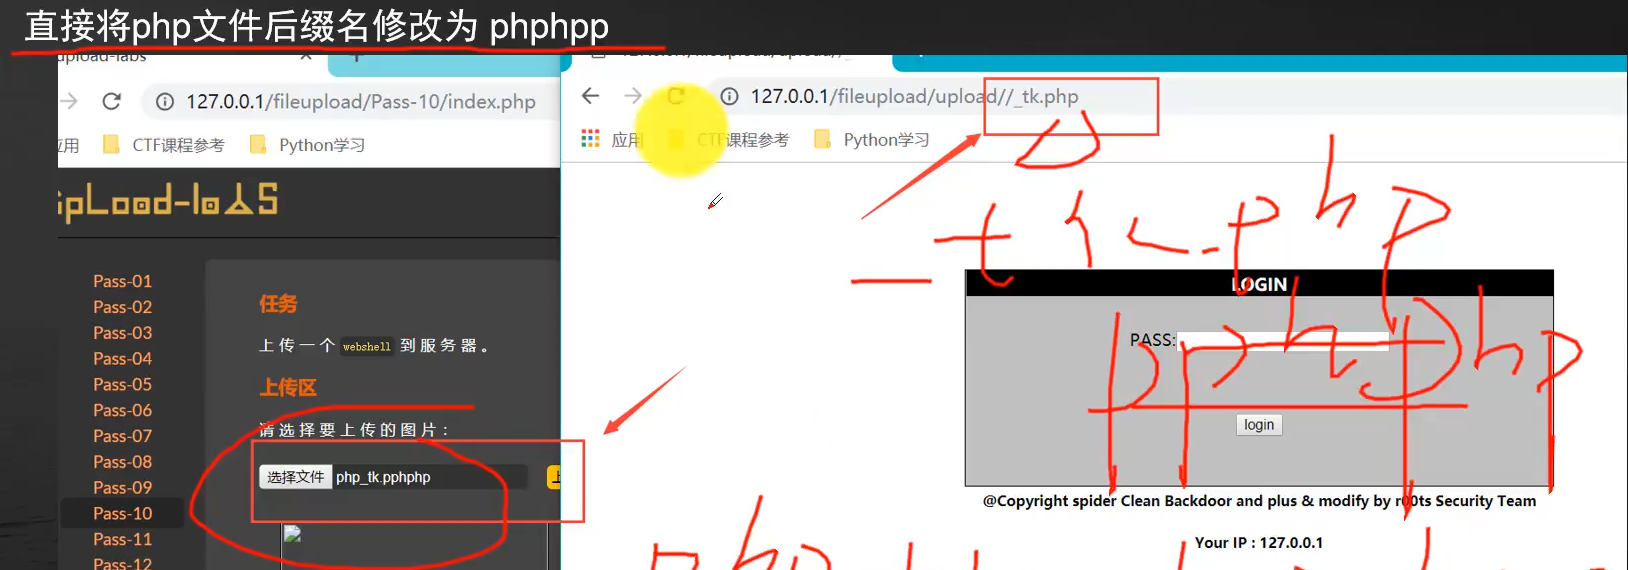 直接将php文件后缀名修改为 phphpp
upload-labs
127.0.0.1/fileupload/Pass-10/index.php
127.0.0.1/fileupload/upload//_tk.php
应用 CTF课程参考 Python学习
应用 CTF课程参考 Python学习
UpLoad-labs
_tk.php
Pass-01
Pass-02
Pass-03
Pass-04
Pass-05
Pass-06
Pass-07
Pass-08
Pass-09
Pass-10
Pass-11
Pass-12
任务
上传一个 webshell 到服务器。
上传区
请选择要上传的图片：
选择文件 php_tk.pphphp 上
LOGIN
PASS:
pphphp
login
@Copyright spider Clean Backdoor and plus & modify by r00ts Security Team
Your IP : 127.0.0.1